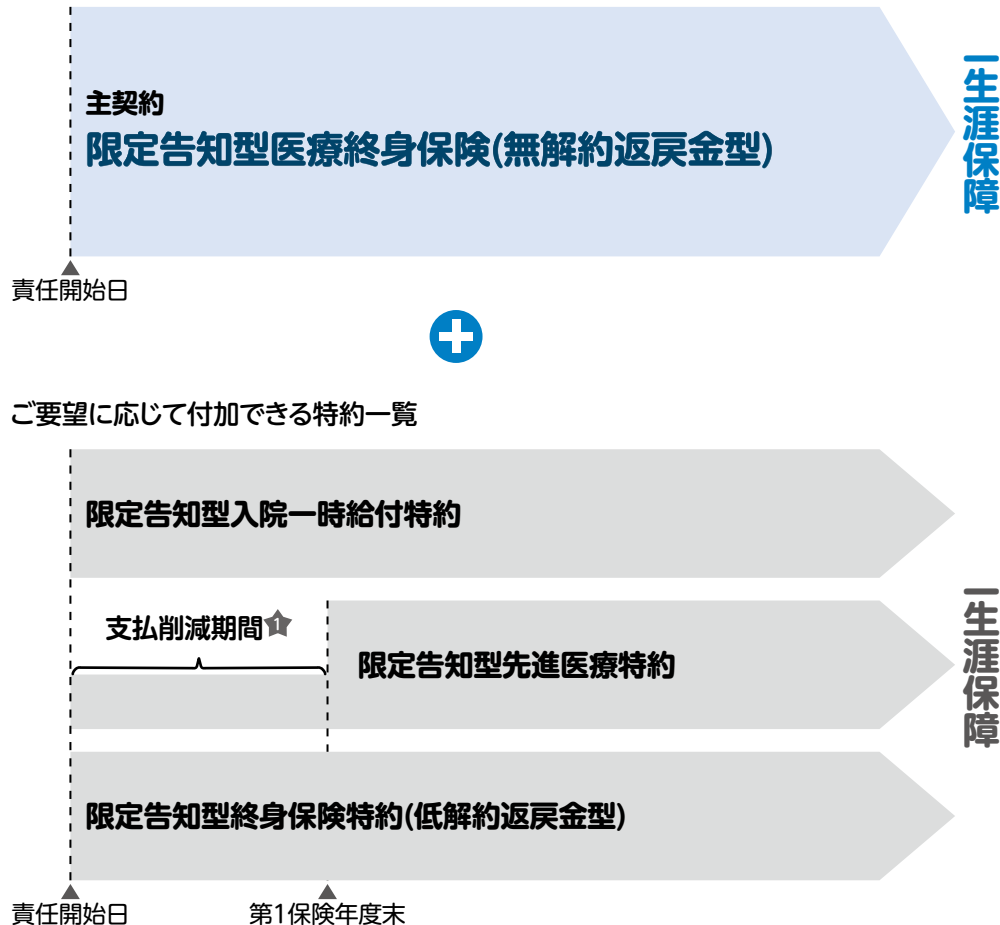 主契約
限定告知型医療終身保険(無解約返戻金型)
一生涯保障
責任開始日
ご要望に応じて付加できる特約一覧
限定告知型入院一時給付特約
支払削減期間1
限定告知型先進医療特約
一生涯保障
限定告知型終身保険特約(低解約返戻金型)
責任開始日
第1保険年度末